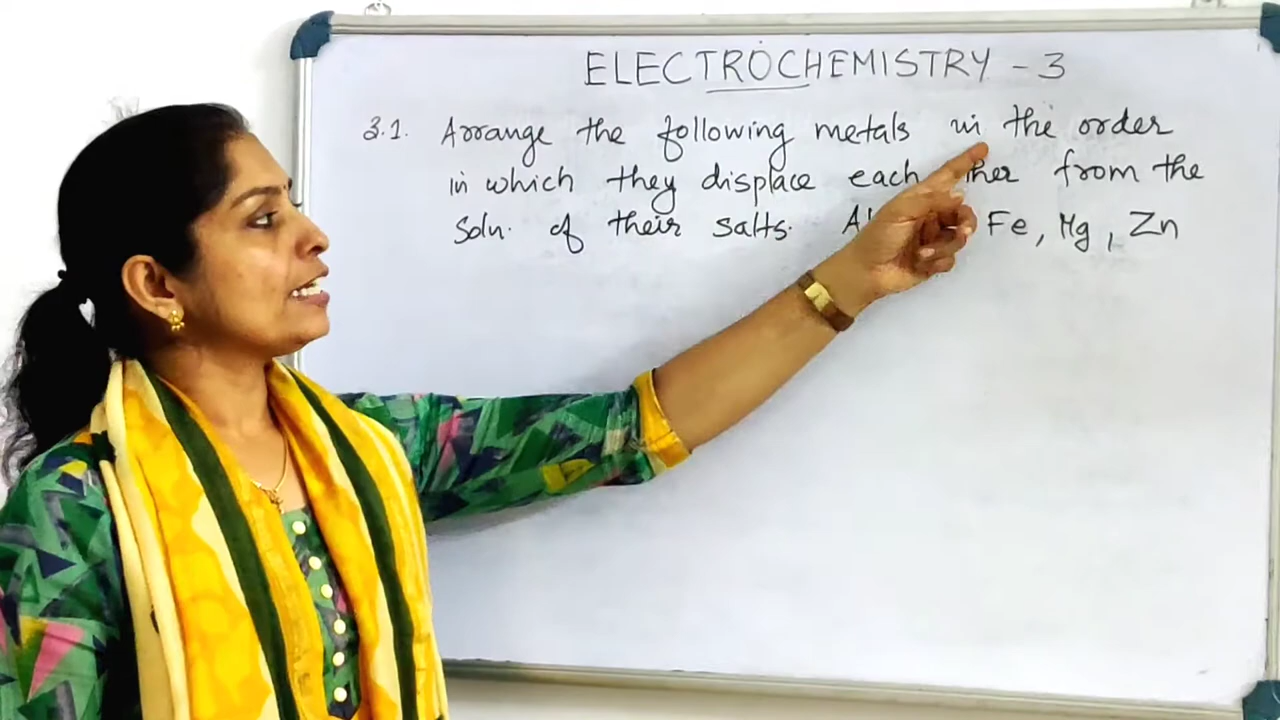 ELECTROCHEMISTRY - 3
3.1. Arrange the following metals in the order
in which they displace each from the
Soln. of their salts. Fe, Mg, Zn